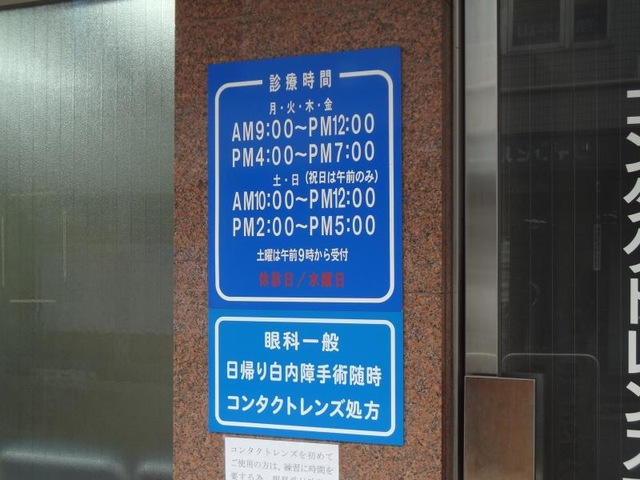 診療時間
月・火・木・金
AM9:00〜PM12:00
PM4:00〜PM7:00
土・日(祝日は午前のみ)
AM10:00〜PM12:00
PM2:00〜PM5:00
土曜は午前9時から受付
休診日/水曜日
眼科一般
日帰り白内障手術随時
コンタクトレンズ処方
コンタクトレンズを初めて
ご使用の方は、練習に時間を
コンタクトレンズ